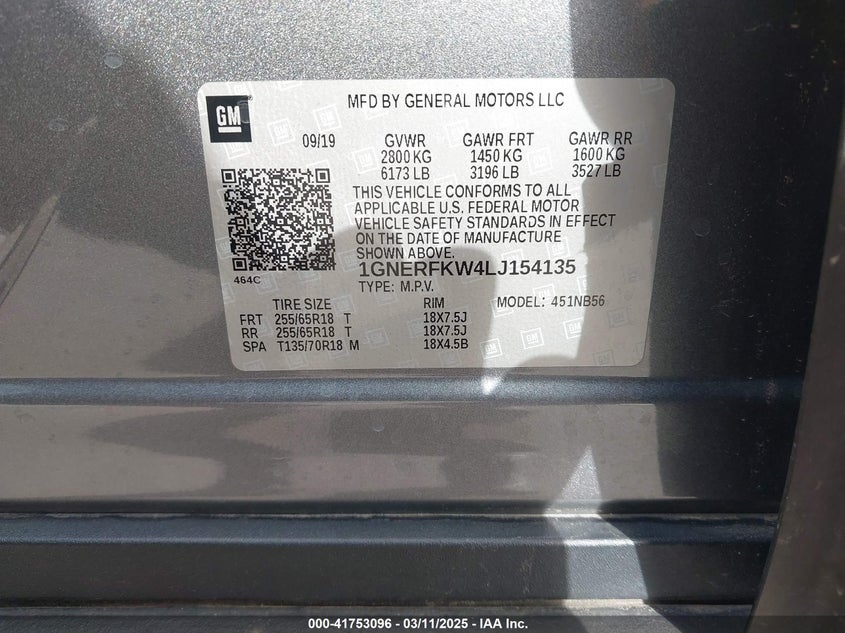 GM
MFD BY GENERAL MOTORS LLC
09/19 GVWR GAWR FRT GAWR RR
2800 KG 1450 KG 1600 KG
6173 LB 3196 LB 3527 LB
THIS VEHICLE CONFORMS TO ALL
APPLICABLE U.S. FEDERAL MOTOR
VEHICLE SAFETY STANDARDS IN EFFECT
ON THE DATE OF MANUFACTURE
SHOWN ABOVE.
464C
1GNERFKW4LJ154135
TYPE: M.P.V.
TIRE SIZE RIM MODEL: 451NB56
FRT 255/65R18 T 18X7.5J
RR 255/65R18 T 18X7.5J
SPA T135/70R18 M 18X4.5B
000-41753096 - 03/11/2025 - IAA Inc.